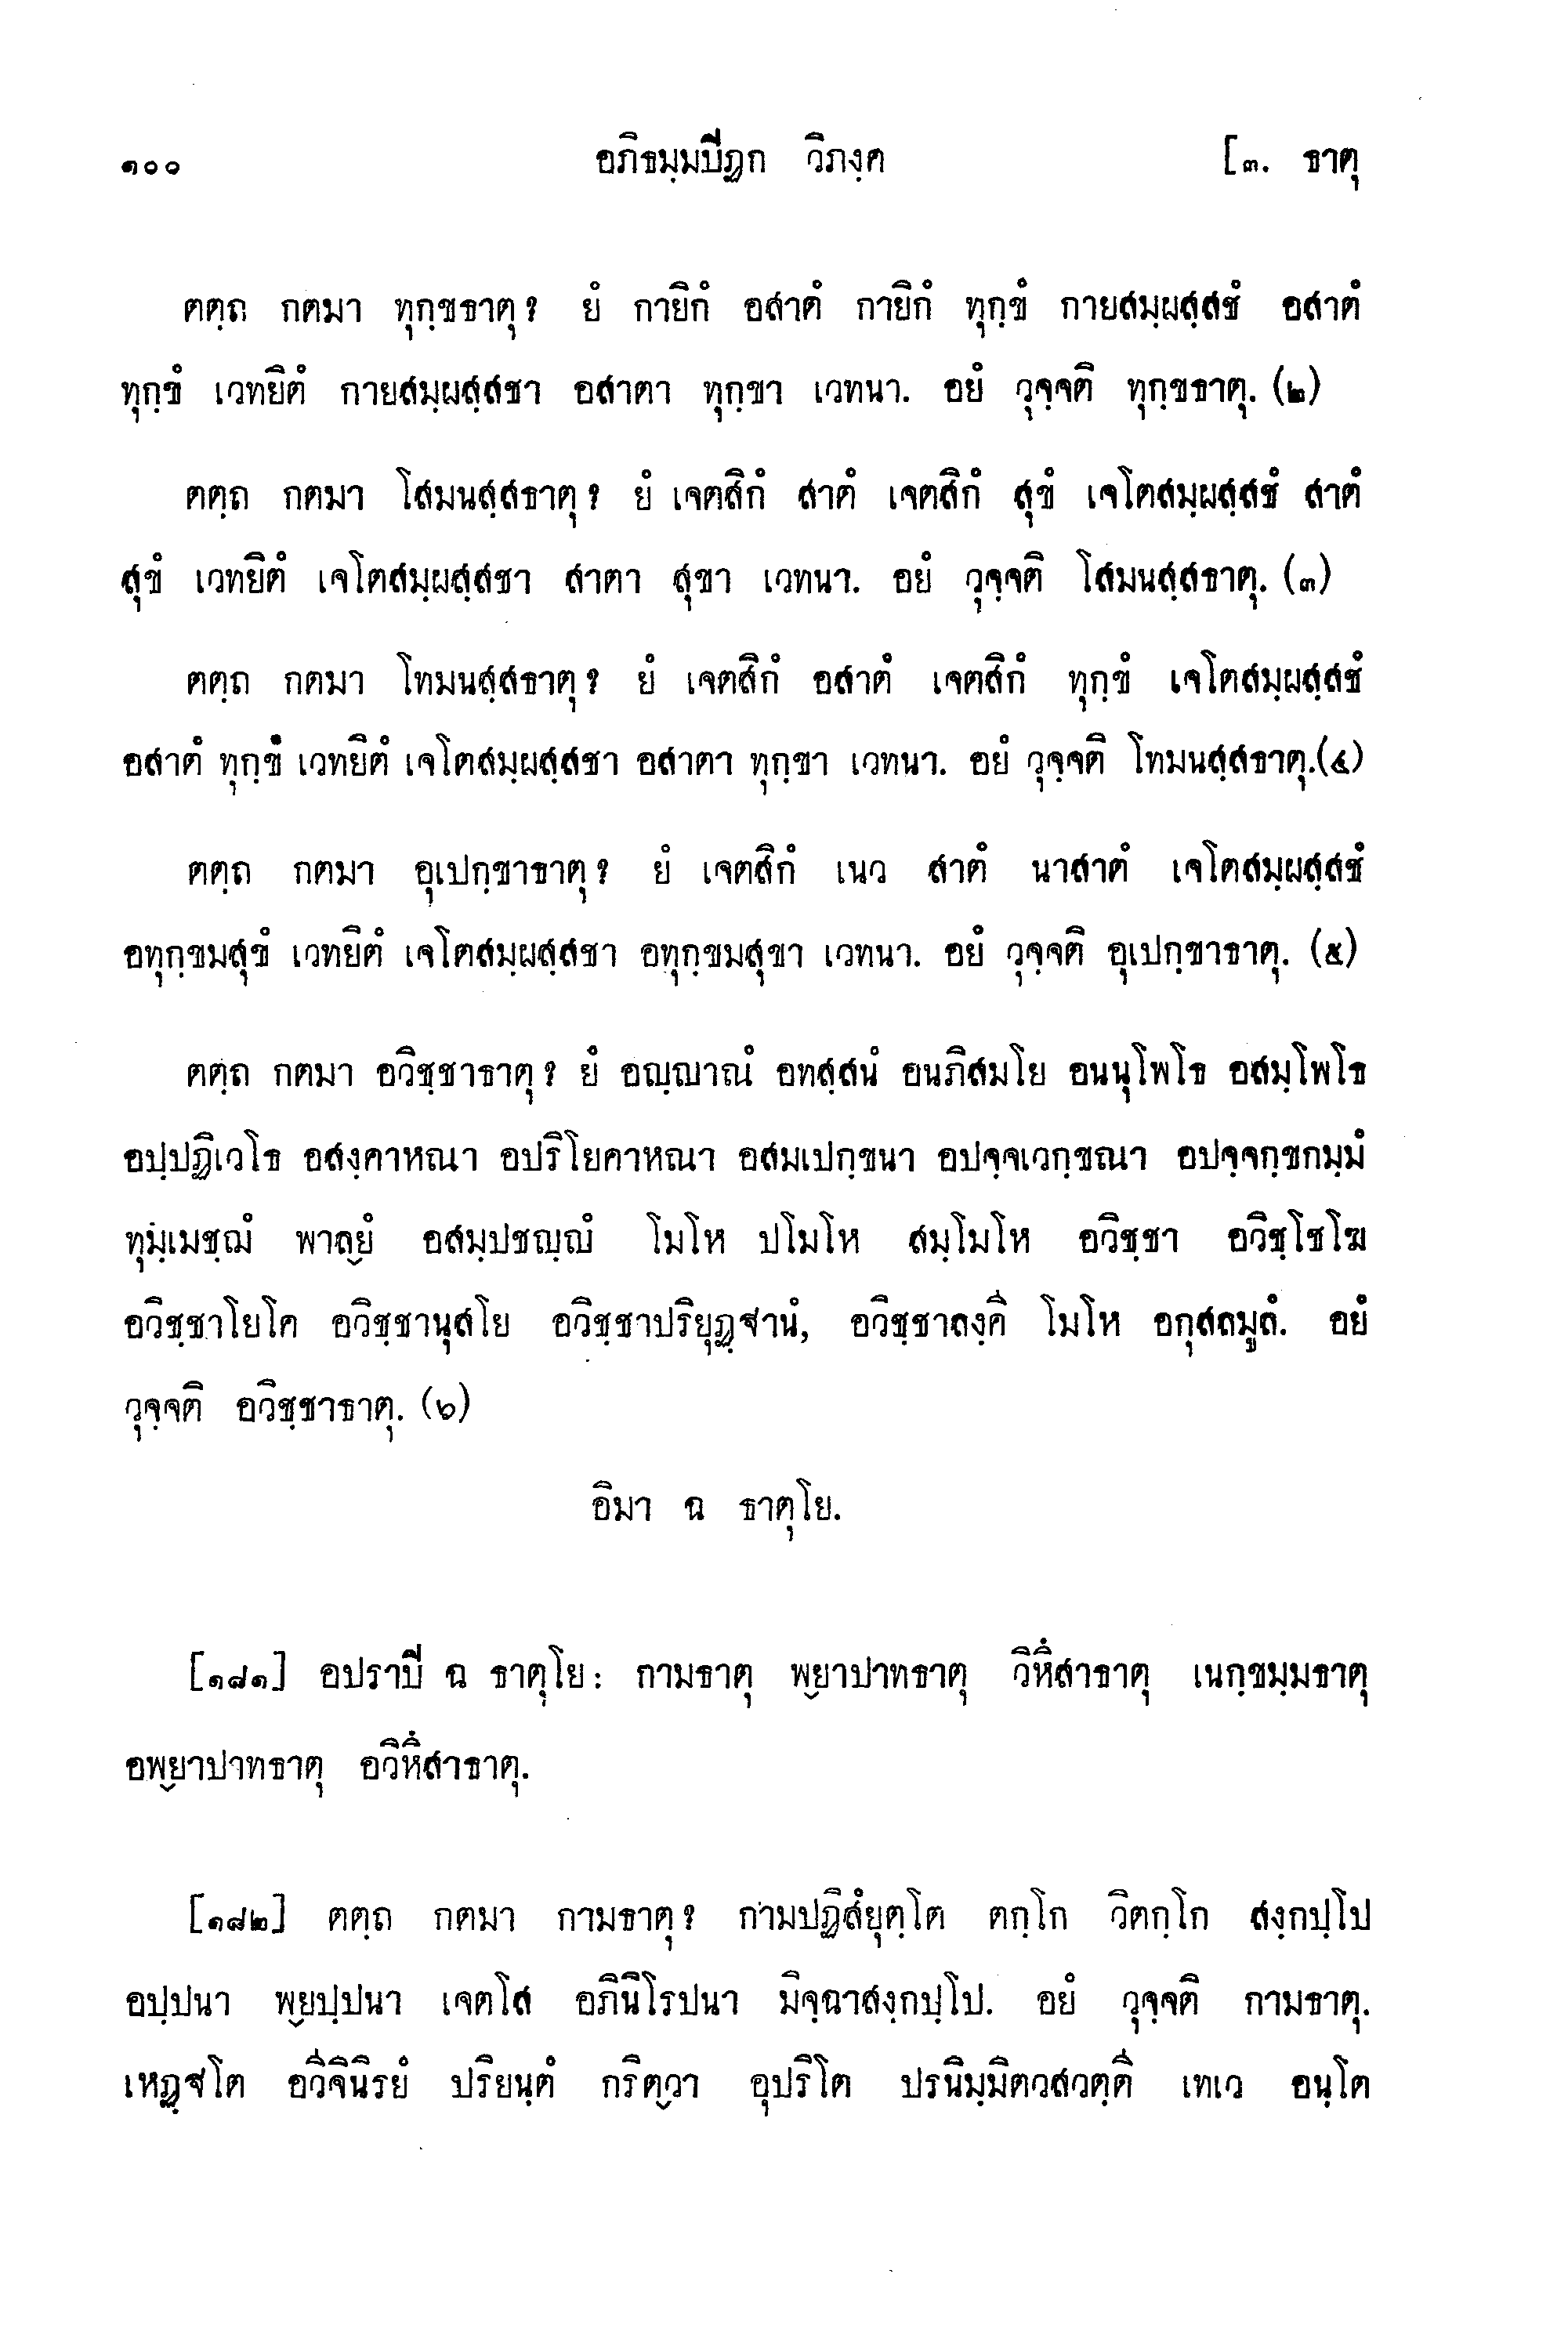 ๑๐๐ อภิธมฺมปิฏก วิภงฺค [๓. ธาตุ
ตตฺถ กตมา ทุกฺขธาตุ? ยํ กายิกํ อสาตํ กายิกํ ทุกฺขํ กายสมฺผสฺสชํ อสาตํ
ทุกฺขํ เวทยิตํ กายสมฺผสฺสชา อสาตา ทุกฺขา เวทนา. อยํ วุจฺจติ ทุกฺขธาตุ. (๒)
ตตฺถ กตมา โสมนสฺสธาตุ? ยํ เจตสิกํ สาตํ เจตสิกํ สุขํ เจโตสมฺผสฺสชํ สาตํ
สุขํ เวทยิตํ เจโตสมฺผสฺสชา สาตา สุขา เวทนา. อยํ วุจฺจติ โสมนสฺสธาตุ. (๓)
ตตฺถ กตมา โทมนสฺสธาตุ? ยํ เจตสิกํ อสาตํ เจตสิกํ ทุกฺขํ เจโตสมฺผสฺสชํ
อสาตํ ทุกฺขํ เวทยิตํ เจโตสมฺผสฺสชา อสาตา ทุกฺขา เวทนา. อยํ วุจฺจติ โทมนสฺสธาตุ.(๔)
ตตฺถ กตมา อุเปกฺขาธาตุ? ยํ เจตสิกํ เนว สาตํ นาสาตํ เจโตสมฺผสฺสชํ
อทุกฺขมสุขํ เวทยิตํ เจโตสมฺผสฺสชา อทุกฺขมสุขา เวทนา. อยํ วุจฺจติ อุเปกฺขาธาตุ. (๕)
ตตฺถ กตมา อวิชฺชาธาตุ? ยํ อญฺญาณํ อทสฺสนํ อนภิสมโย อนนุโพโธ อสมฺโพโธ
อปฺปฏิเวโธ อสงฺคาหณา อปริโยคาหณา อสมเปกฺขนา อปจฺจเวกฺขณา อปจฺจกฺขกมฺมํ
ทุมฺเมชฺฌํ พาลฺยํ อสมฺปชญฺญํ โมโห ปโมโห สมฺโมโห อวิชฺชา อวิชฺโชโฆ
อวิชฺชาโยโค อวิชฺชานุสโย อวิชฺชาปริยุฏฺฐานํ, อวิชฺชาลงฺคี โมโห อกุสลมูลํ. อยํ
วุจฺจติ อวิชฺชาธาตุ. (๖)
อิมา ฉ ธาตุโย.
[๑๘๑] อปราปี ฉ ธาตุโย: กามธาตุ พฺยาปาทธาตุ วิหึสาธาตุ เนกฺขมฺมธาตุ
อพฺยาปาทธาตุ อวิหึสาธาตุ.
[๑๘๒] ตตฺถ กตมา กามธาตุ? กามปฏิสํยุตฺโต ตกฺโก วิตกฺโก สงฺกปฺโป
อปฺปนา พฺยปฺปนา เจตโส อภินิโรปนา มิจฺฉาสงฺกปฺโป. อยํ วุจฺจติ กามธาตุ.
เหฏฺฐโต อวีจินิรยํ ปริยนฺตํ กริตฺวา อุปริโต ปรนิมฺมิตวสวตฺตี เทเว อนฺโต